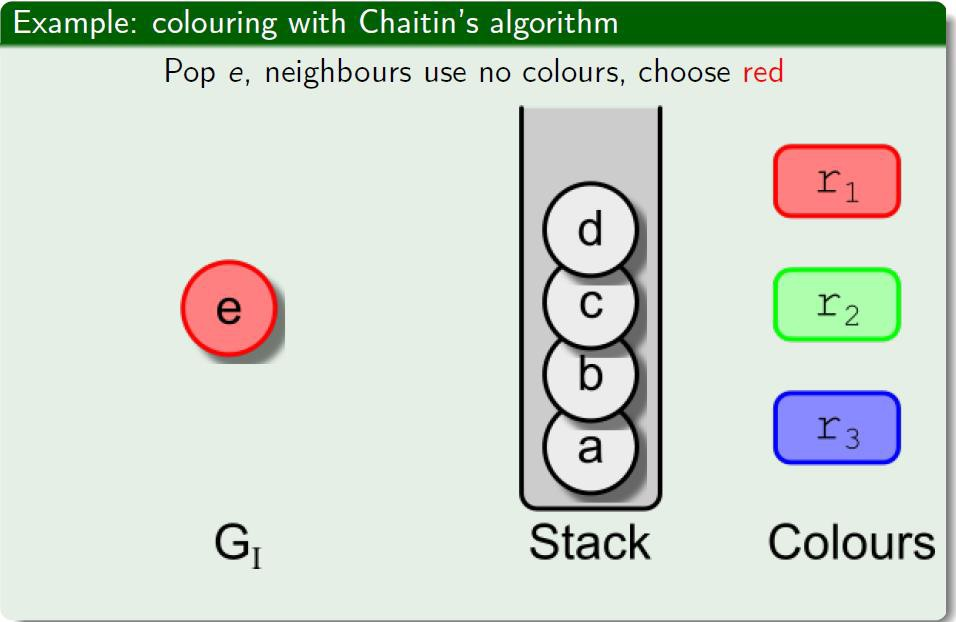 Example: colouring with Chaitin's algorithm
Pop e, neighbours use no colours, choose red
e
d
c
b
a
r1
r2
r3
GI
Stack
Colours